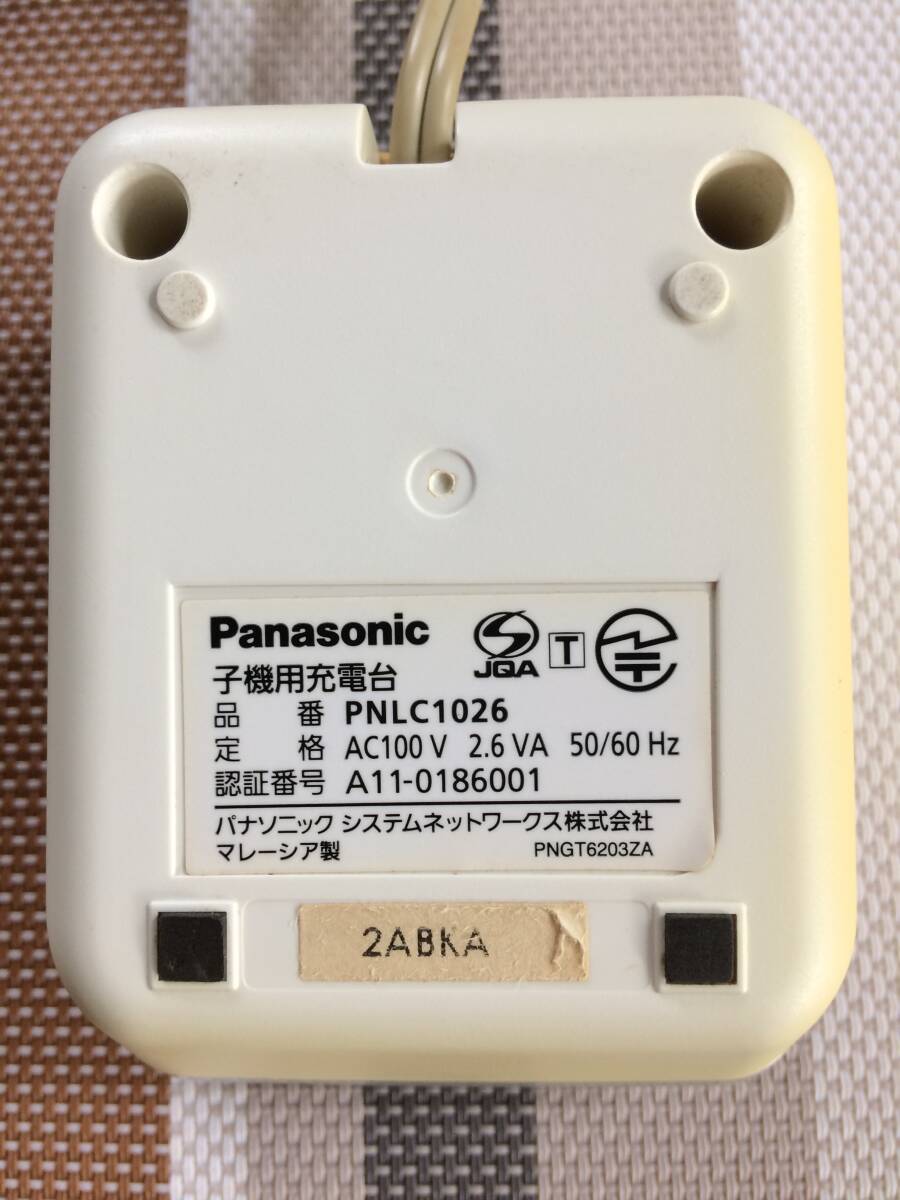 Panasonic JQA T
子機用充電台
品 番 PNLC1026
定 格 AC100 V 2.6 VA 50/60 Hz
認証番号 A11-0186001
パナソニック システムネットワークス株式会社
マレーシア製 PNGT6203ZA
2ABKA